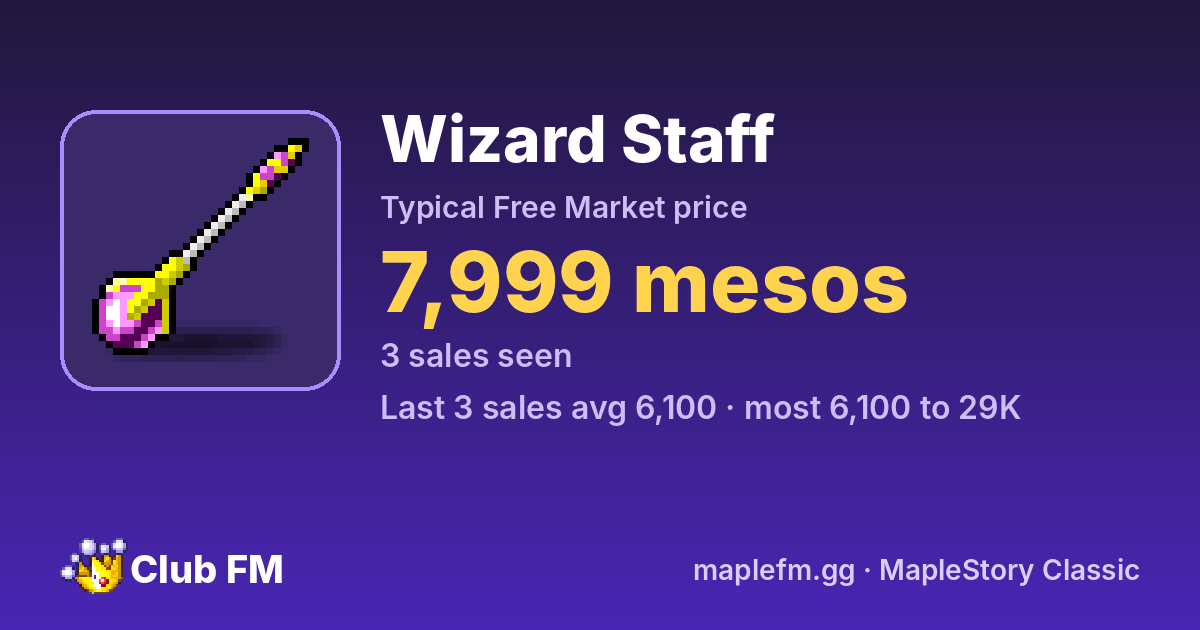 Wizard Staff
Typical Free Market price
7,999 mesos
3 sales seen
Last 3 sales avg 6,100 · most 6,100 to 29K
Club FM
maplefm.gg · MapleStory Classic